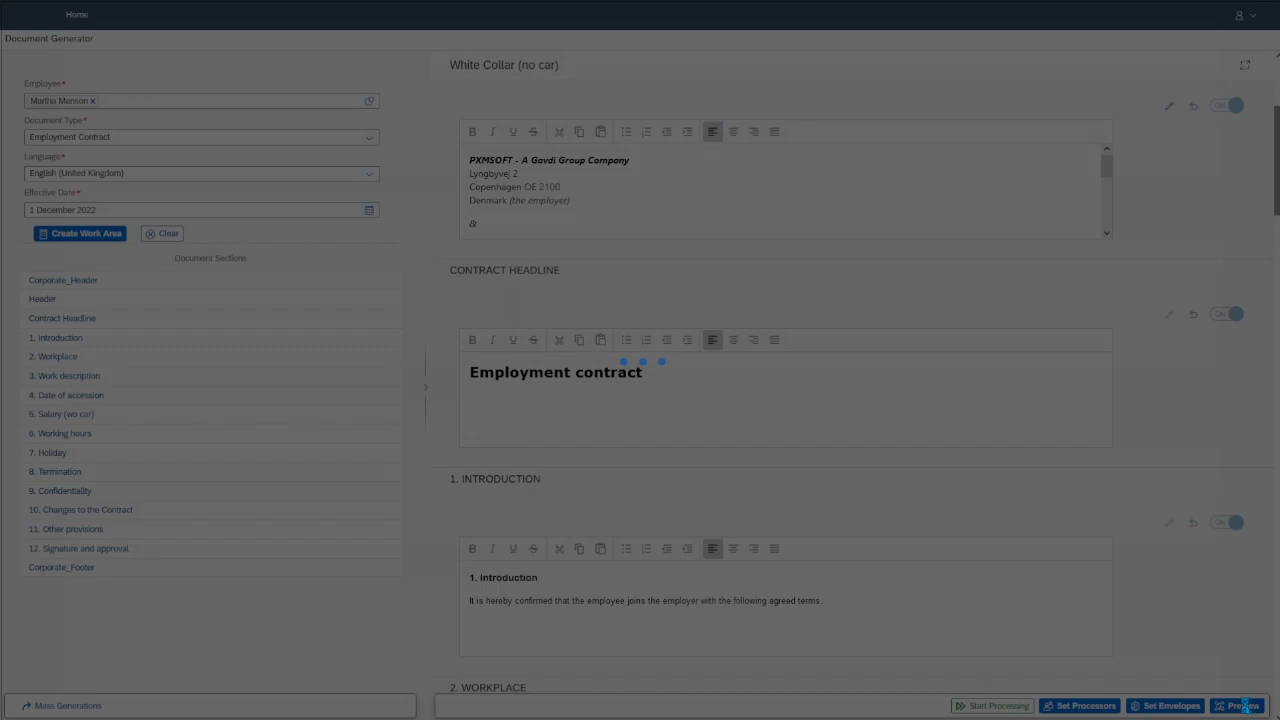 Home
Document Generator
Employee*
Martha Manson x
Document Type*
Employment Contract
Language*
English (United Kingdom)
Effective Date*
1 December 2022
Create Work Area
Clear
Document Sections
Corporate_Header
Header
Contract Headline
1. Introduction
2. Workplace
3. Work description
4. Date of accession
5. Salary (wo car)
6. Working hours
7. Holiday
8. Termination
9. Confidentiality
10. Changes to the Contract
11. Other provisions
12. Signature and approval
Corporate_Footer
Mass Generations
White Collar (no car)
ON
B I U S
PXMSOFT - A Gavdi Group Company
Lyngbyvej 2
Copenhagen OE 2100
Denmark (the employer)
&
CONTRACT HEADLINE
ON
B I U S
Employment contract
1. INTRODUCTION
ON
B I U S
1. Introduction
It is hereby confirmed that the employee joins the employer with the following agreed terms.
2. WORKPLACE
Start Processing
Set Processors
Set Envelopes
Preview